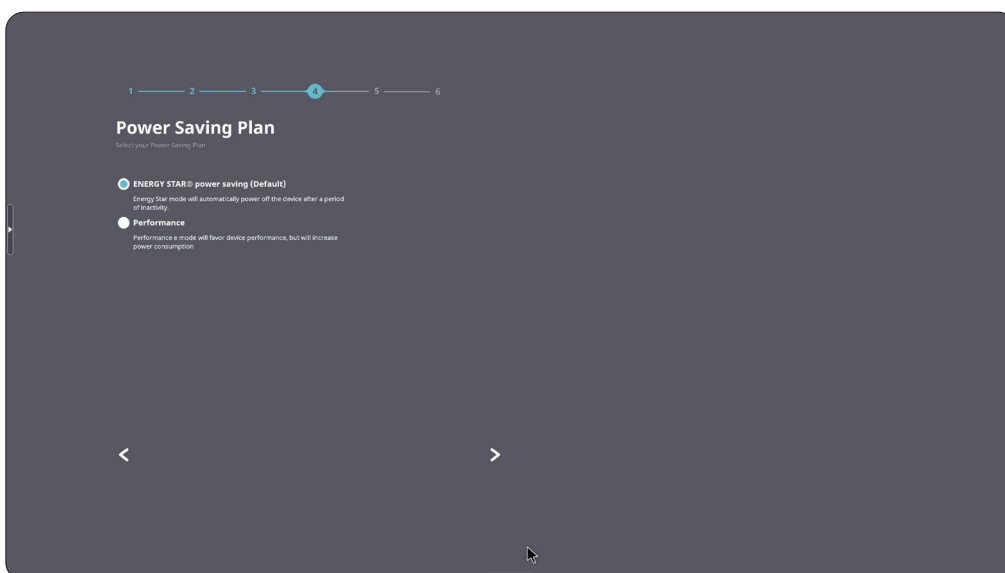 1 2 3 4 5 6
Power Saving Plan
Select your Power Saving Plan
ENERGY STAR® power saving (Default)
Energy Star mode will automatically power off the device after a period
of inactivity.
Performance
Performance e mode will favor device performance, but will increase
power consumption